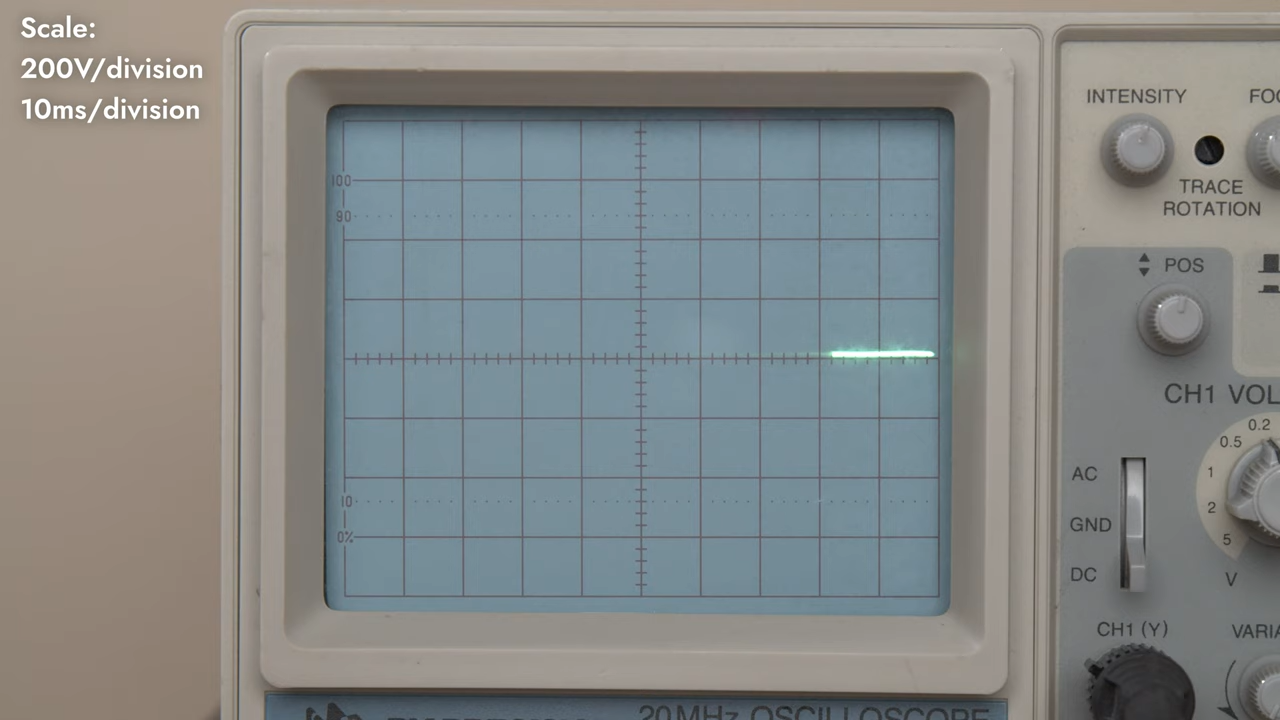 Scale:
200V/division
10ms/division
INTENSITY
TRACE
ROTATION
100
90
10
0%
POS
CH1 VOL
0.2
0.5
1
2
5
V
AC
GND
DC
CH1 (Y)
VARIA
20MHz OSCILLOSCOPE